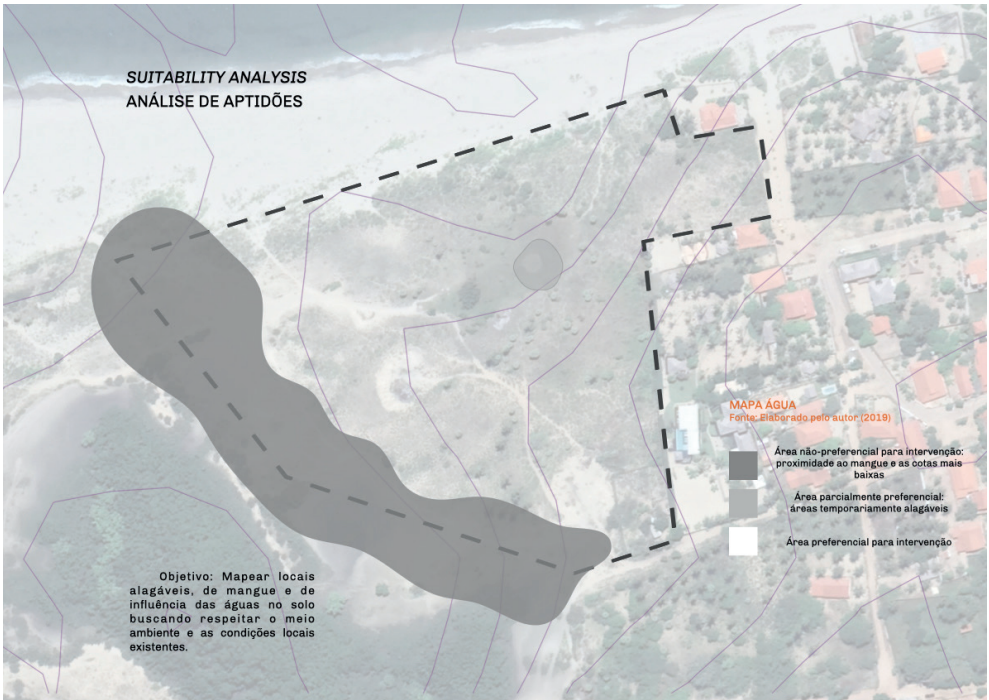 SUITABILITY ANALYSIS
ANÁLISE DE APTIDÕES
MAPA ÁGUA
Fonte: Elaborado pelo autor (2019)
Área não-preferencial para intervenção:
proximidade ao mangue e as cotas mais
baixas
Área parcialmente preferencial:
áreas temporariamente alagáveis
Área preferencial para intervenção
Objetivo: Mapear locais
alagáveis, de mangue e de
influência das águas no solo
buscando respeitar o meio
ambiente e as condições locais
existentes.